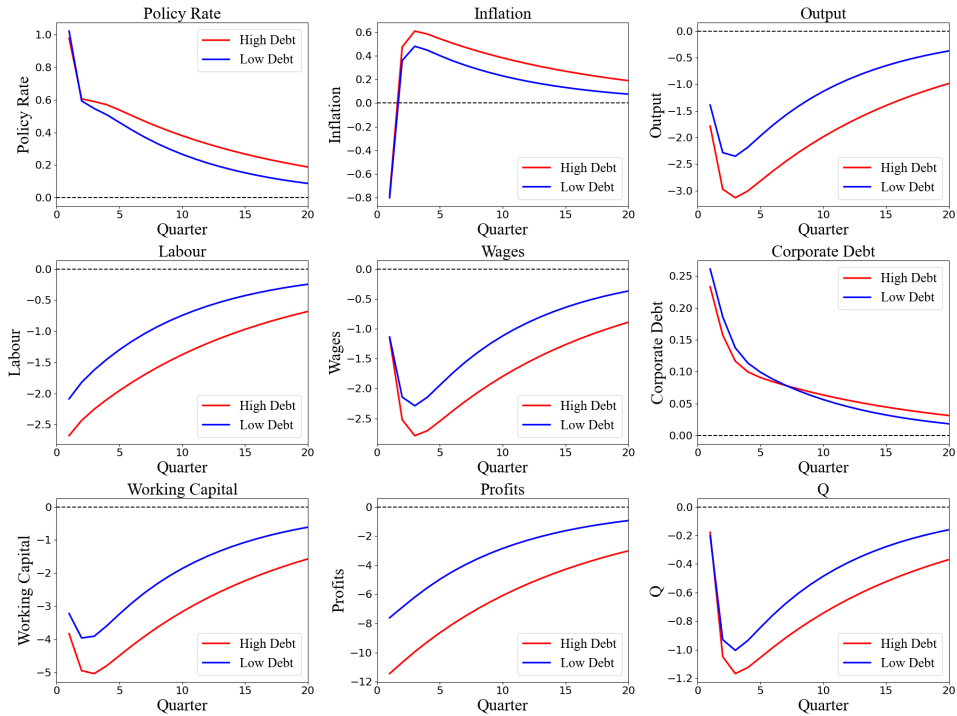 Policy Rate
Policy Rate
1.0
0.8
0.6
0.4
0.2
0.0
High Debt
Low Debt
0
5
10
15
20
Quarter
Inflation
Inflation
0.6
0.4
0.2
0.0
−0.2
−0.4
−0.6
−0.8
High Debt
Low Debt
0
5
10
15
20
Quarter
Output
Output
0.0
−0.5
−1.0
−1.5
−2.0
−2.5
−3.0
High Debt
Low Debt
0
5
10
15
20
Quarter
Labour
Labour
0.0
−0.5
−1.0
−1.5
−2.0
−2.5
High Debt
Low Debt
0
5
10
15
20
Quarter
Wages
Wages
0.0
−0.5
−1.0
−1.5
−2.0
−2.5
High Debt
Low Debt
0
5
10
15
20
Quarter
Corporate Debt
Corporate Debt
0.25
0.20
0.15
0.10
0.05
0.00
High Debt
Low Debt
0
5
10
15
20
Quarter
Working Capital
Working Capital
0
−1
−2
−3
−4
−5
High Debt
Low Debt
0
5
10
15
20
Quarter
Profits
Profits
0
−2
−4
−6
−8
−10
−12
High Debt
Low Debt
0
5
10
15
20
Quarter
Q
Q
0.0
−0.2
−0.4
−0.6
−0.8
−1.0
−1.2
High Debt
Low Debt
0
5
10
15
20
Quarter